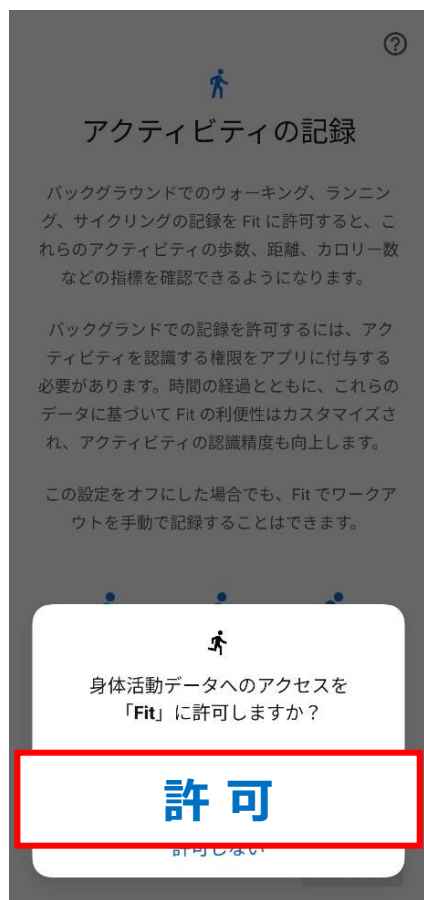 アクティビティの記録
バックグラウンドでのウォーキング、ランニン
グ、サイクリングの記録を Fit に許可すると、こ
れらのアクティビティの歩数、距離、カロリー数
などの指標を確認できるようになります。
バックグランドでの記録を許可するには、アク
ティビティを認識する権限をアプリに付与する
必要があります。時間の経過とともに、これらの
データに基づいて Fit の利便性はカスタマイズさ
れ、アクティビティの認識精度も向上します。
この設定をオフにした場合でも、Fit でワークア
ウトを手動で記録することはできます。
身体活動データへのアクセスを
「Fit」に許可しますか？
許可
許可しない